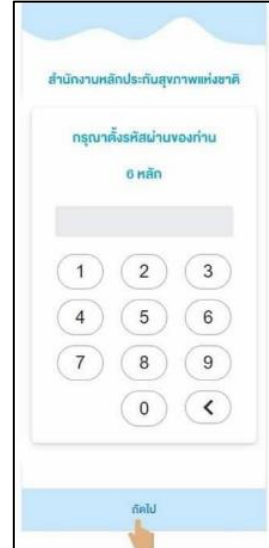 สำนักงานหลักประกันสุขภาพแห่งชาติ
กรุณาตั้งรหัสผ่านของท่าน
6 หลัก
1 2 3
4 5 6
7 8 9
0 <
ถัดไป